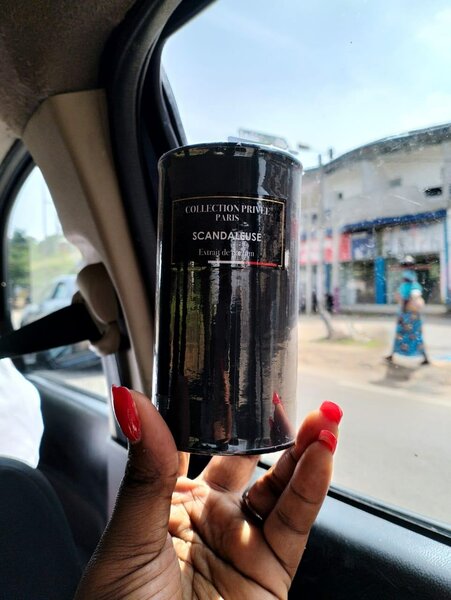 COLLECTION PRIVÉE
PARIS
SCANDALEUSE
Extrait de parfum